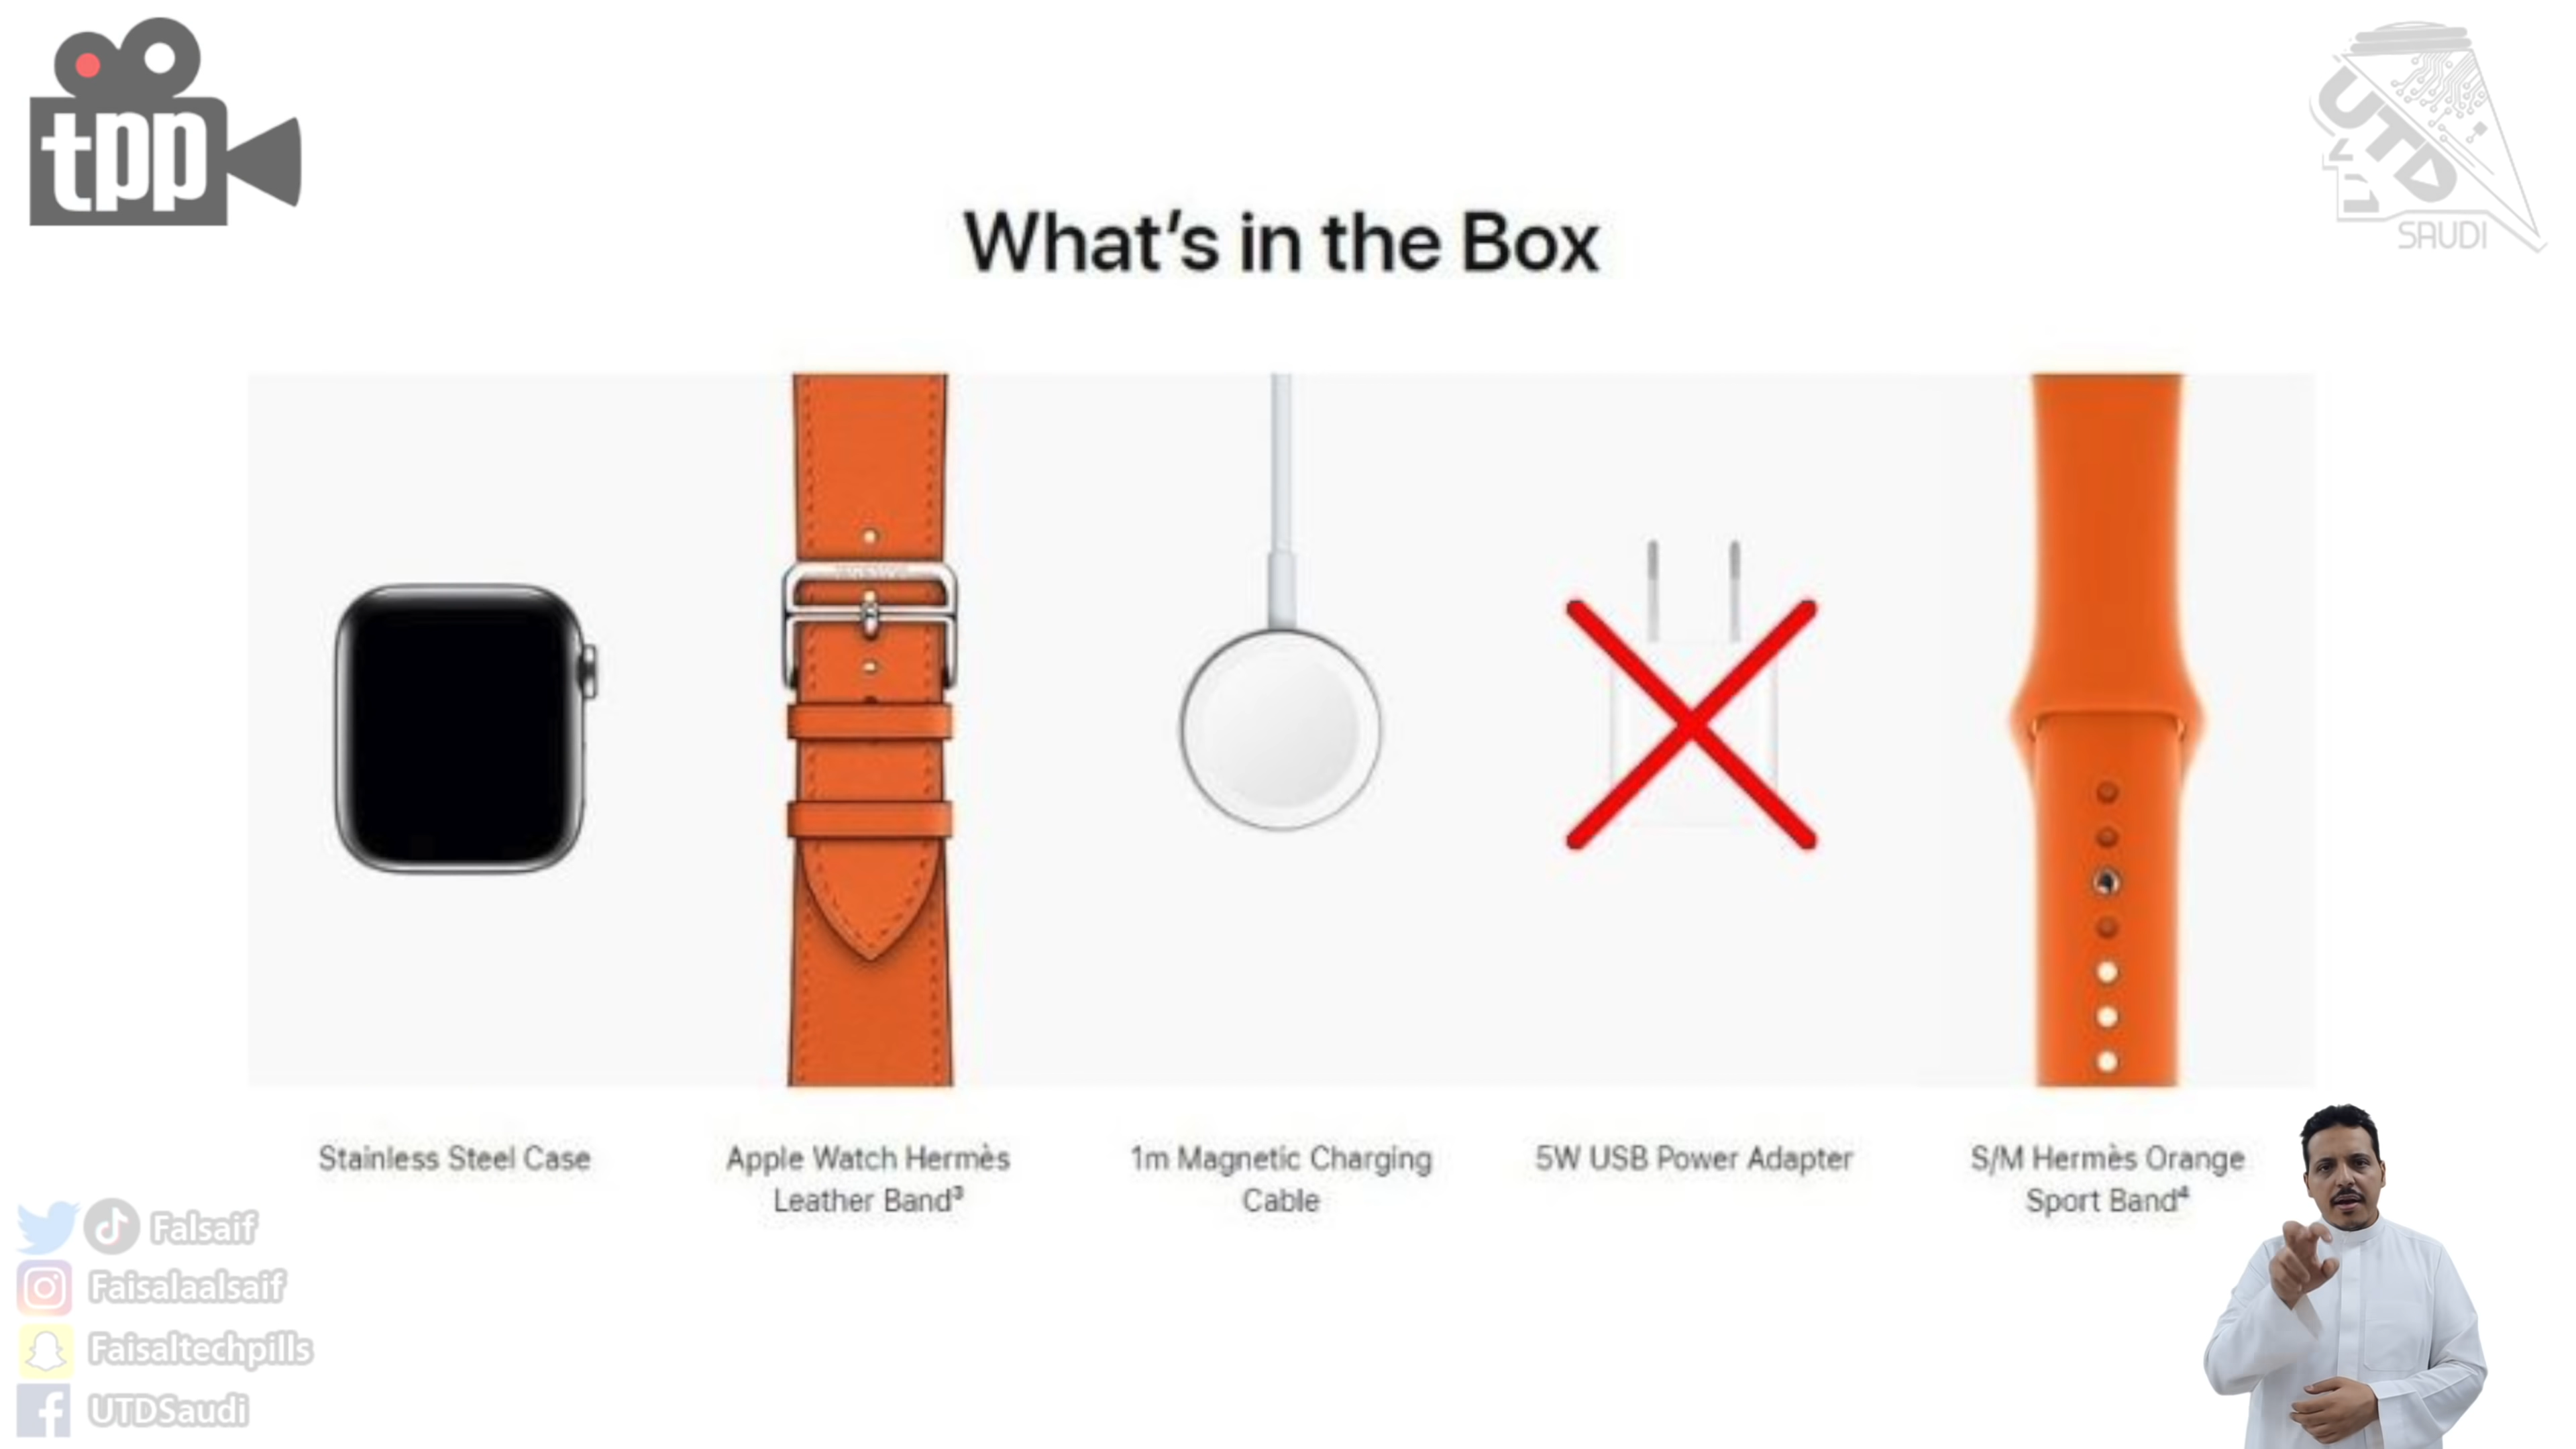 tpp
UTD
SAUDI
What's in the Box
Stainless Steel Case
Apple Watch Hermès
Leather Band³
1m Magnetic Charging
Cable
5W USB Power Adapter
S/M Hermès Orange
Sport Band⁴
Falsaif
Faisalaalsaif
Faisaltechpills
UTDSaudi